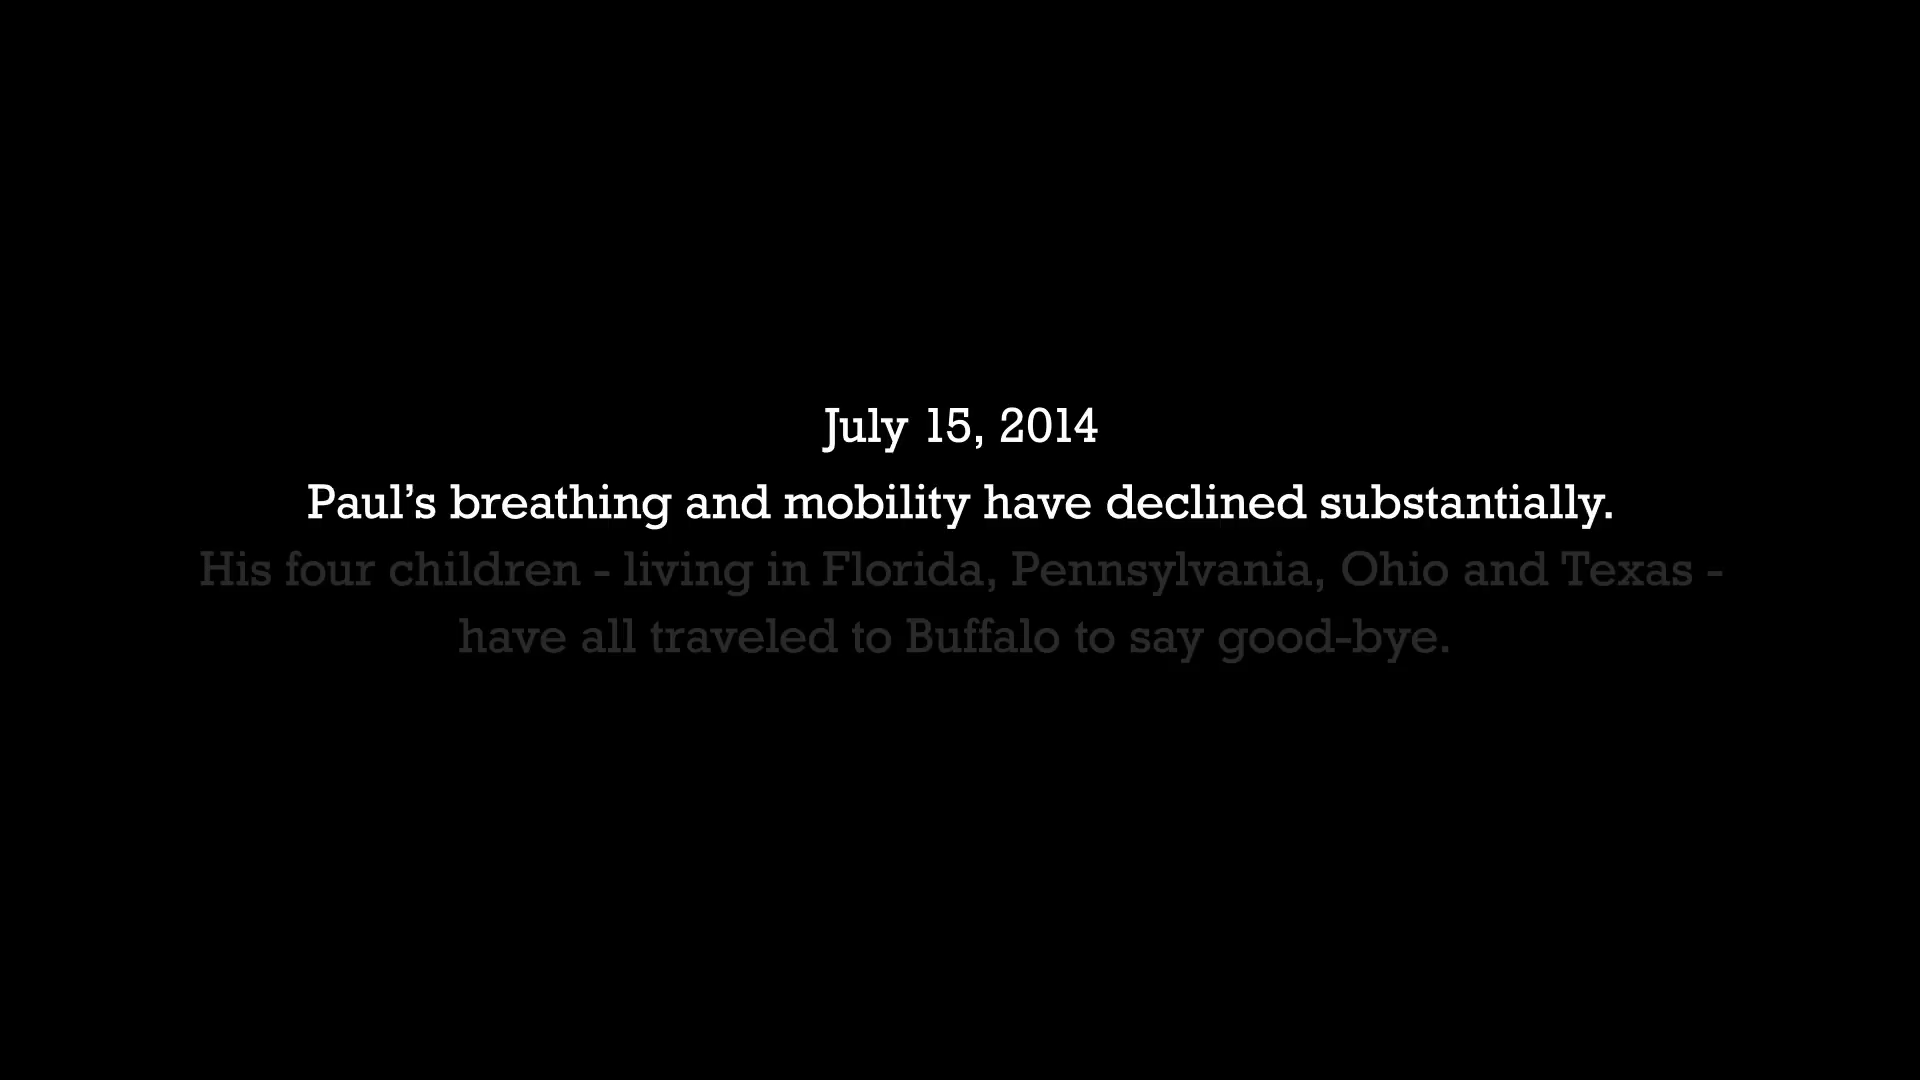 July 15, 2014
Paul’s breathing and mobility have declined substantially.
His four children - living in Florida, Pennsylvania, Ohio and Texas -
have all traveled to Buffalo to say good-bye.